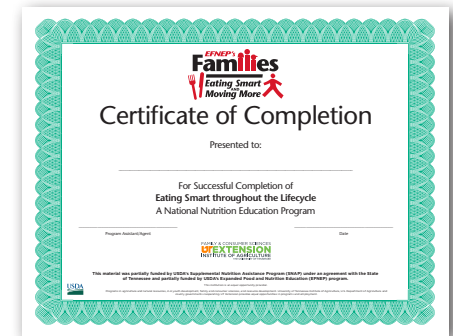 EFNEP's
Families
Eating Smart
AND
Moving More
Certificate of Completion
Presented to:
For Successful Completion of
Eating Smart throughout the Lifecycle
A National Nutrition Education Program
Program Assistant/Agent
Date
FAMILY & CONSUMER SCIENCES
UT EXTENSION
INSTITUTE OF AGRICULTURE
This material was partially funded by USDA's Supplemental Nutrition Assistance Program (SNAP) under an agreement with the State
of Tennessee and partially funded by USDA's Expanded Food and Nutrition Education (EFNEP) program.
USDA